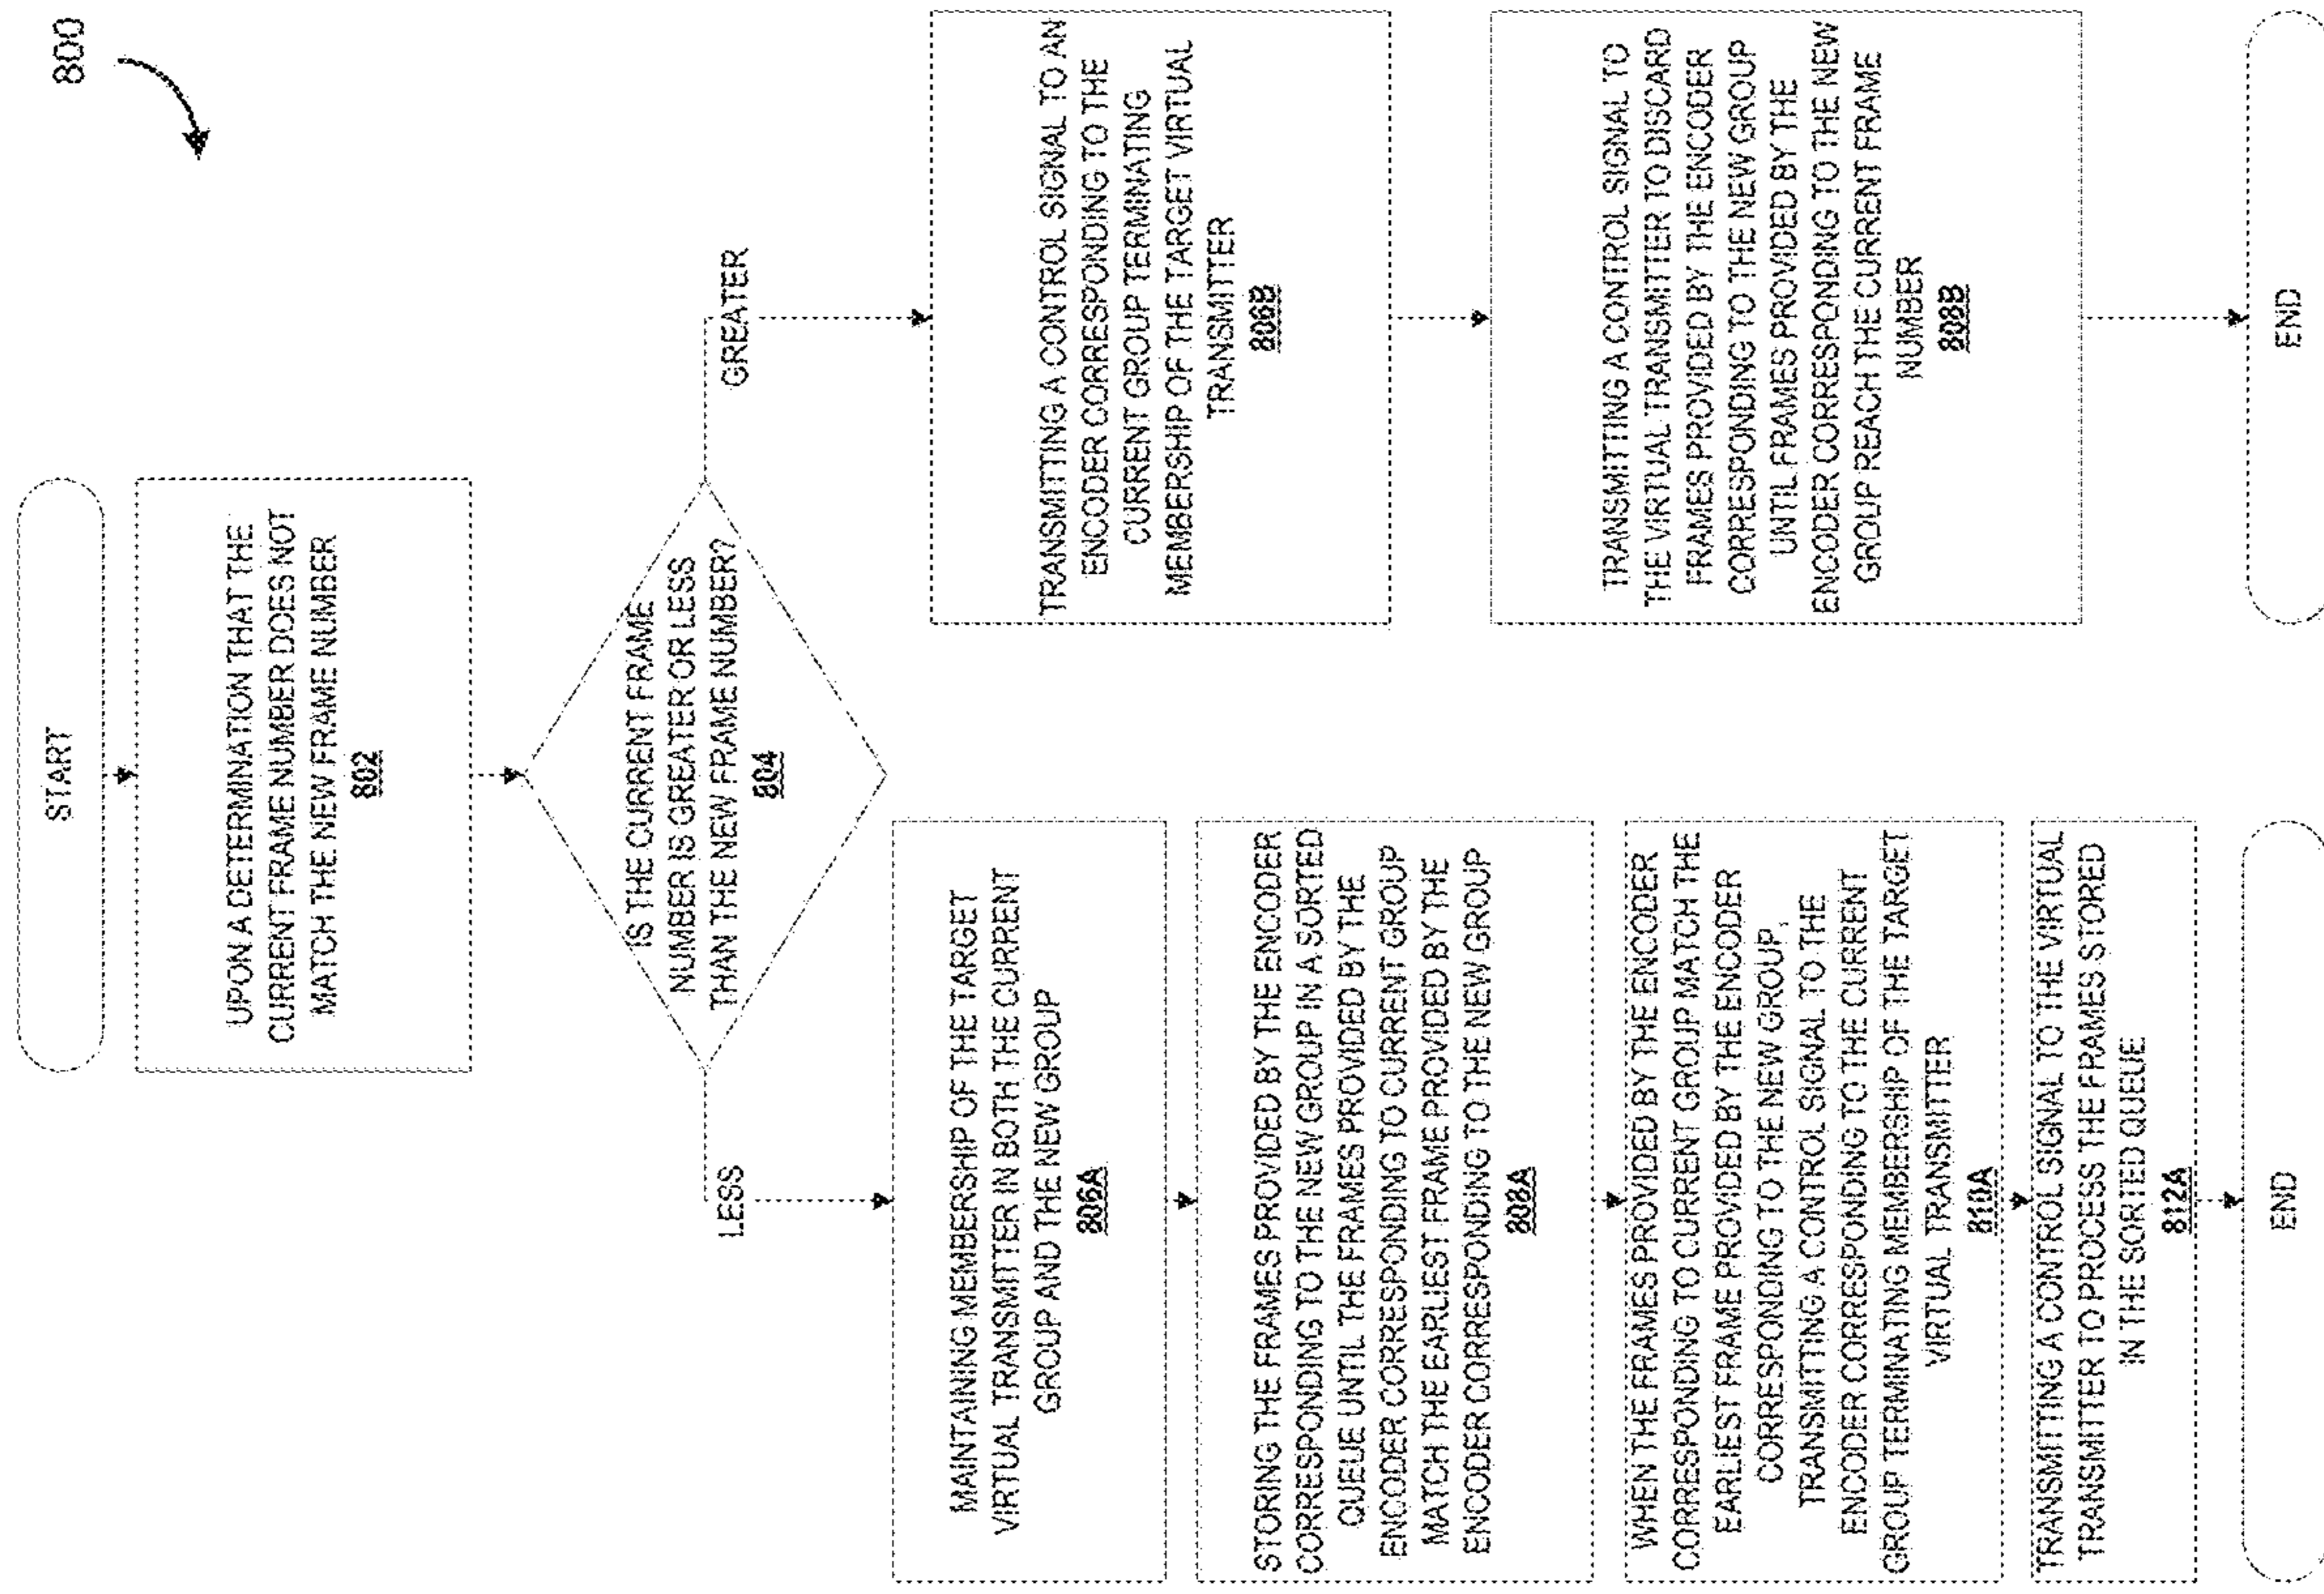 800
START
UPON A DETERMINATION THAT THE
CURRENT FRAME NUMBER DOES NOT
MATCH THE NEW FRAME NUMBER
802
IS THE CURRENT FRAME
NUMBER IS GREATER OR LESS
THAN THE NEW FRAME NUMBER?
804
LESS
GREATER
MAINTAINING MEMBERSHIP OF THE TARGET
VIRTUAL TRANSMITTER IN BOTH THE CURRENT
GROUP AND THE NEW GROUP
806A
STORING THE FRAMES PROVIDED BY THE ENCODER
CORRESPONDING TO THE NEW GROUP IN A SORTED
QUEUE UNTIL THE FRAMES PROVIDED BY THE
ENCODER CORRESPONDING TO CURRENT GROUP
MATCH THE EARLIEST FRAME PROVIDED BY THE
ENCODER CORRESPONDING TO THE NEW GROUP
808A
WHEN THE FRAMES PROVIDED BY THE ENCODER
CORRESPONDING TO CURRENT GROUP MATCH THE
EARLIEST FRAME PROVIDED BY THE ENCODER
CORRESPONDING TO THE NEW GROUP,
TRANSMITTING A CONTROL SIGNAL TO THE
ENCODER CORRESPONDING TO THE CURRENT
GROUP TERMINATING MEMBERSHIP OF THE TARGET
VIRTUAL TRANSMITTER
810A
TRANSMITTING A CONTROL SIGNAL TO THE VIRTUAL
TRANSMITTER TO PROCESS THE FRAMES STORED
IN THE SORTED QUEUE
812A
END
TRANSMITTING A CONTROL SIGNAL TO AN
ENCODER CORRESPONDING TO THE
CURRENT GROUP TERMINATING
MEMBERSHIP OF THE TARGET VIRTUAL
TRANSMITTER
806B
TRANSMITTING A CONTROL SIGNAL TO
THE VIRTUAL TRANSMITTER TO DISCARD
FRAMES PROVIDED BY THE ENCODER
CORRESPONDING TO THE NEW GROUP
UNTIL FRAMES PROVIDED BY THE
ENCODER CORRESPONDING TO THE NEW
GROUP REACH THE CURRENT FRAME
NUMBER
808B
END